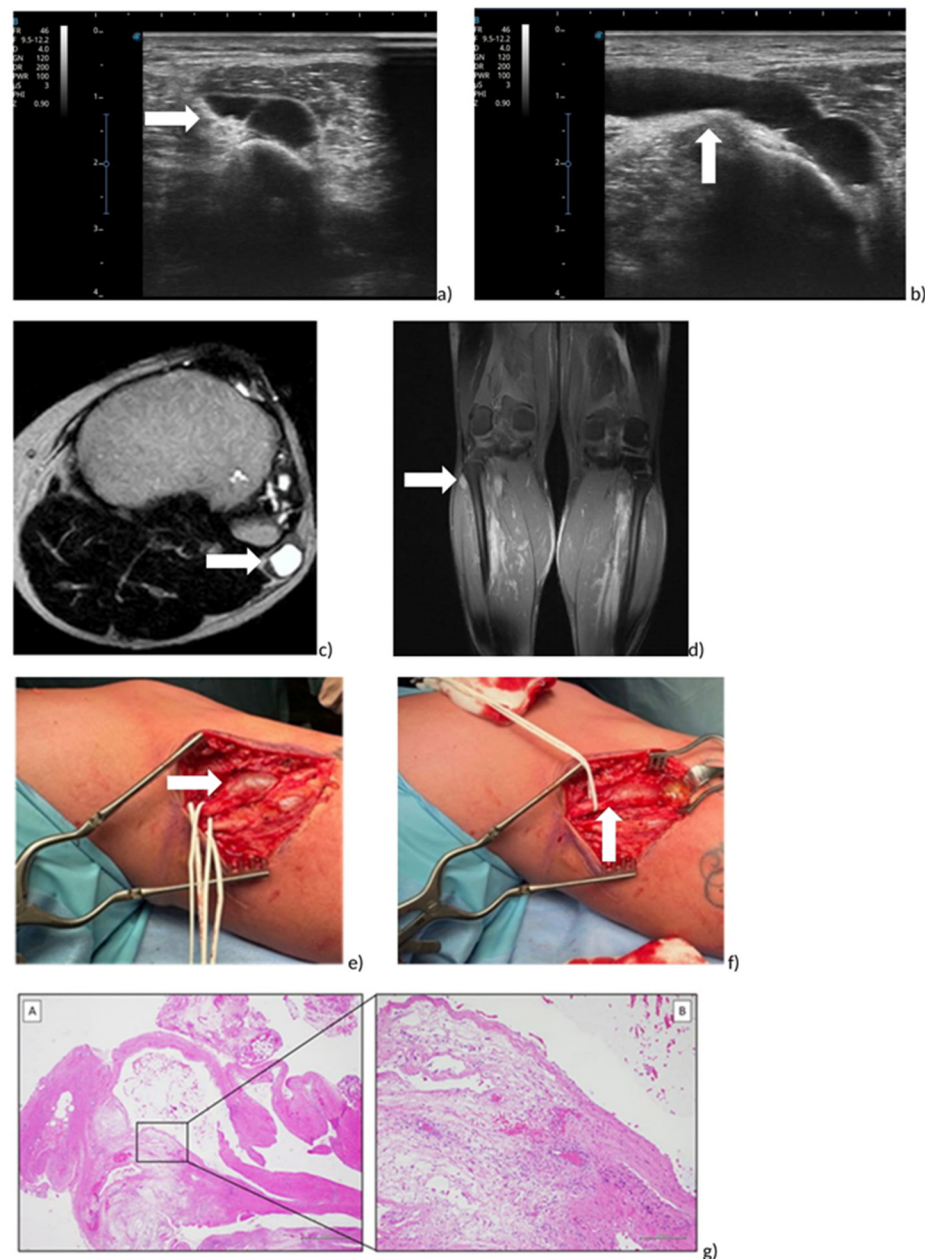 B
FR 46
F 9.5-12.2
D 4.0
GN 120
DR 200
PWR 100
µS 3
PHI
Z 0.90
0
1
2
3
4
a)
B
FR 46
F 9.5-12.2
D 4.0
GN 120
DR 200
PWR 100
µS 3
PHI
Z 0.90
0
1
2
3
4
b)
c)
d)
e)
f)
A
B
g)